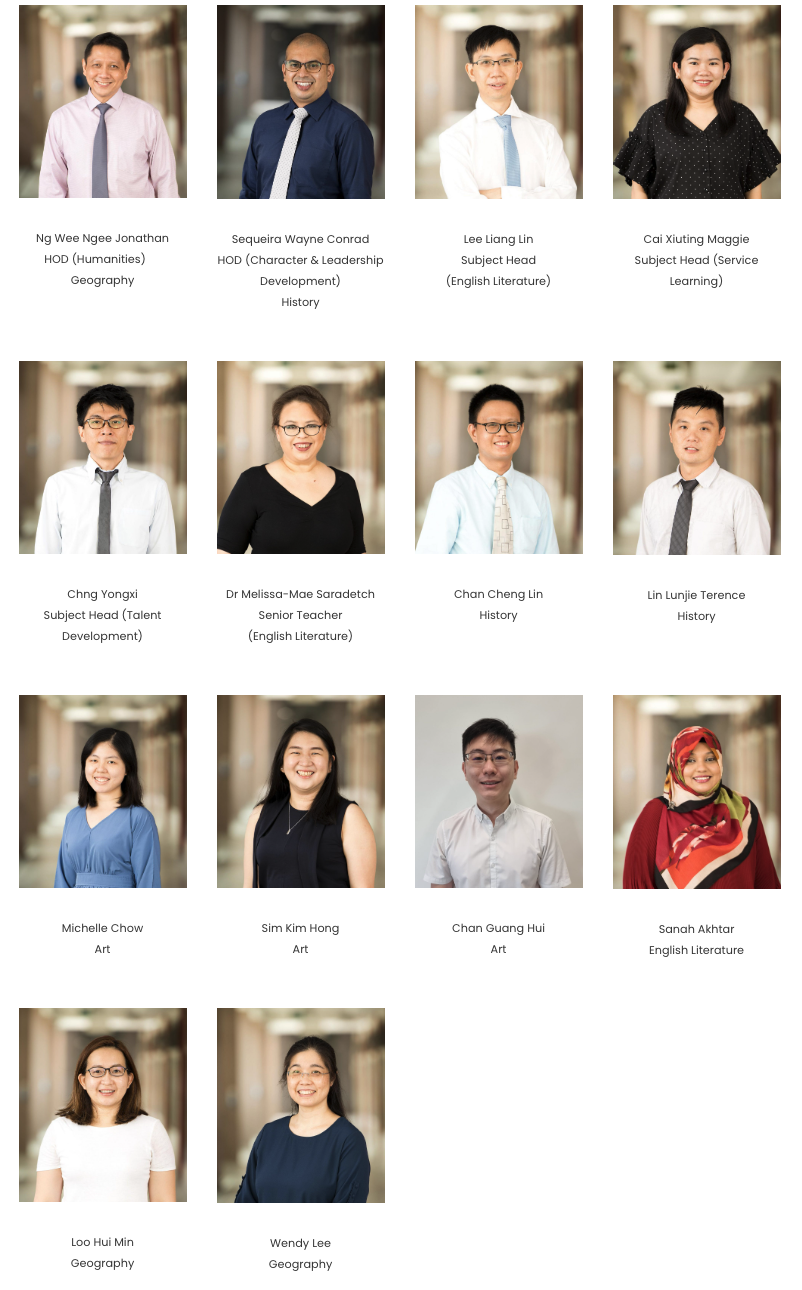 Ng Wee Ngee Jonathan
HOD (Humanities)
Geography
Sequeira Wayne Conrad
HOD (Character & Leadership
Development)
History
Lee Liang Lin
Subject Head
(English Literature)
Cai Xiuting Maggie
Subject Head (Service
Learning)
Chng Yongxi
Subject Head (Talent
Development)
Dr Melissa-Mae Saradetch
Senior Teacher
(English Literature)
Chan Cheng Lin
History
Lin Lunjie Terence
History
Michelle Chow
Art
Sim Kim Hong
Art
Chan Guang Hui
Art
Sanah Akhtar
English Literature
Loo Hui Min
Geography
Wendy Lee
Geography